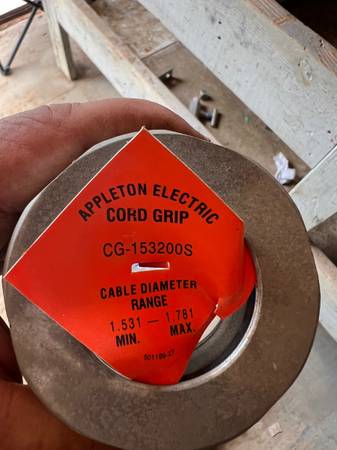 APPLETON ELECTRIC
CORD GRIP
CG-153200S
CABLE DIAMETER
RANGE
1.531 — 1.781
MIN. MAX.